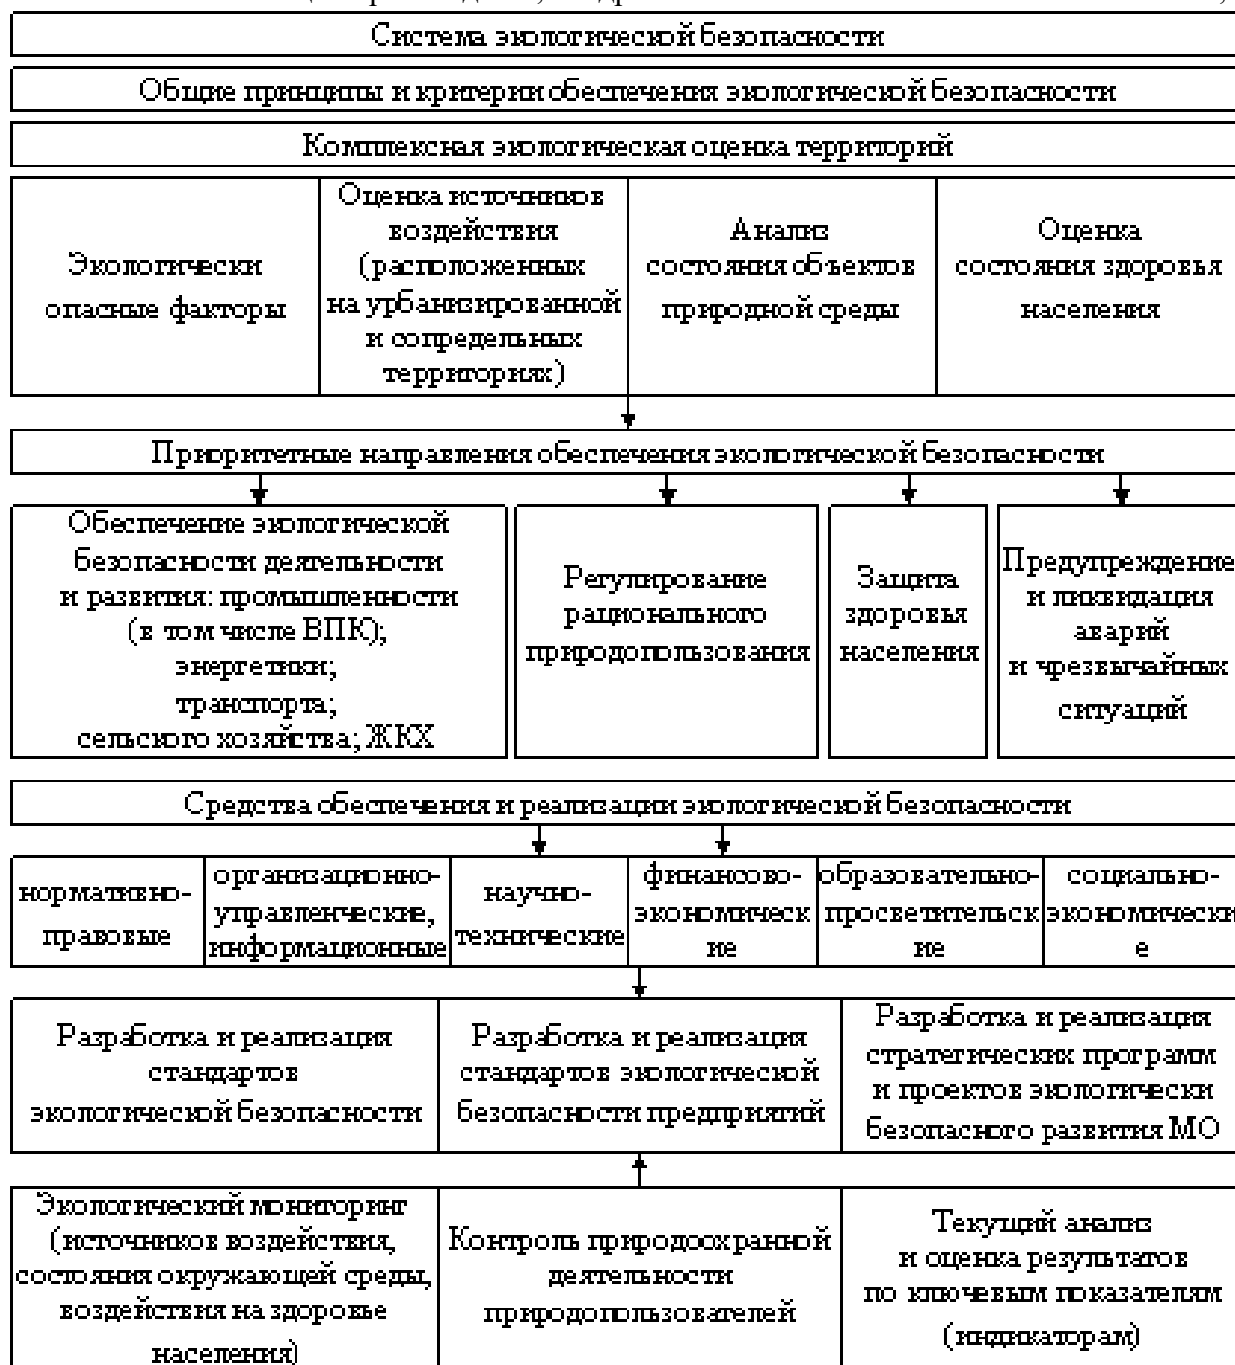 Система экологической безопасности
Общие принципы и критерии обеспечения экологической безопасности
Комплексная экологическая оценка территорий
Экологически
опасные факторы
Оценка источников
воздействия
(расположенных
на урбанизированной
и сопредельных
территориях)
Анализ
состояния объектов
природной среды
Оценка
состояния здоровья
населения
Приоритетные направления обеспечения экологической безопасности
Обеспечение экологической
безопасности деятельности
и развития: промышленности
(в том числе ВПК);
энергетики;
транспорта;
сельского хозяйства; ЖКХ
Регулирование
рационального
природопользования
Защита
здоровья
населения
Предупреждение
и ликвидация
аварий
и чрезвычайных
ситуаций
Средства обеспечения и реализации экологической безопасности
нормативно-
правовые
организационно-
управленческие,
информационные
научно-
технические
финансово-
экономическ
ие
образовательно-
просветительск
ие
социально-
экономически
е
Разработка и реализация
стандартов
экологической безопасности
Разработка и реализация
стандартов экологической
безопасности предприятий
Разработка и реализация
стратегических программ
и проектов экологически
безопасного развития МО
Экологический мониторинг
(источников воздействия,
состояния окружающей среды,
воздействия на здоровье
населения)
Контроль природоохранной
деятельности
природопользователей
Текущий анализ
и оценка результатов
по ключевым показателям
(индикаторам)